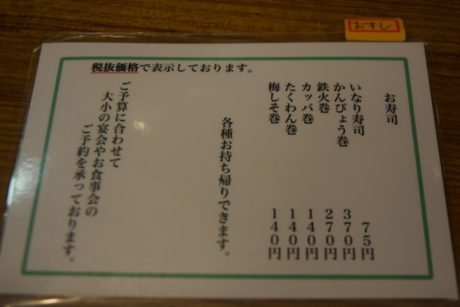 おすし
税抜価格で表示しております。
お寿司
いなり寿司 75円
かんぴょう巻 370円
鉄火巻 270円
カッパ巻 140円
たくわん巻 140円
梅しそ巻 140円
各種お持ち帰りできます。
ご予算に合わせて
大小の宴会やお食事会の
ご予約を承っております。